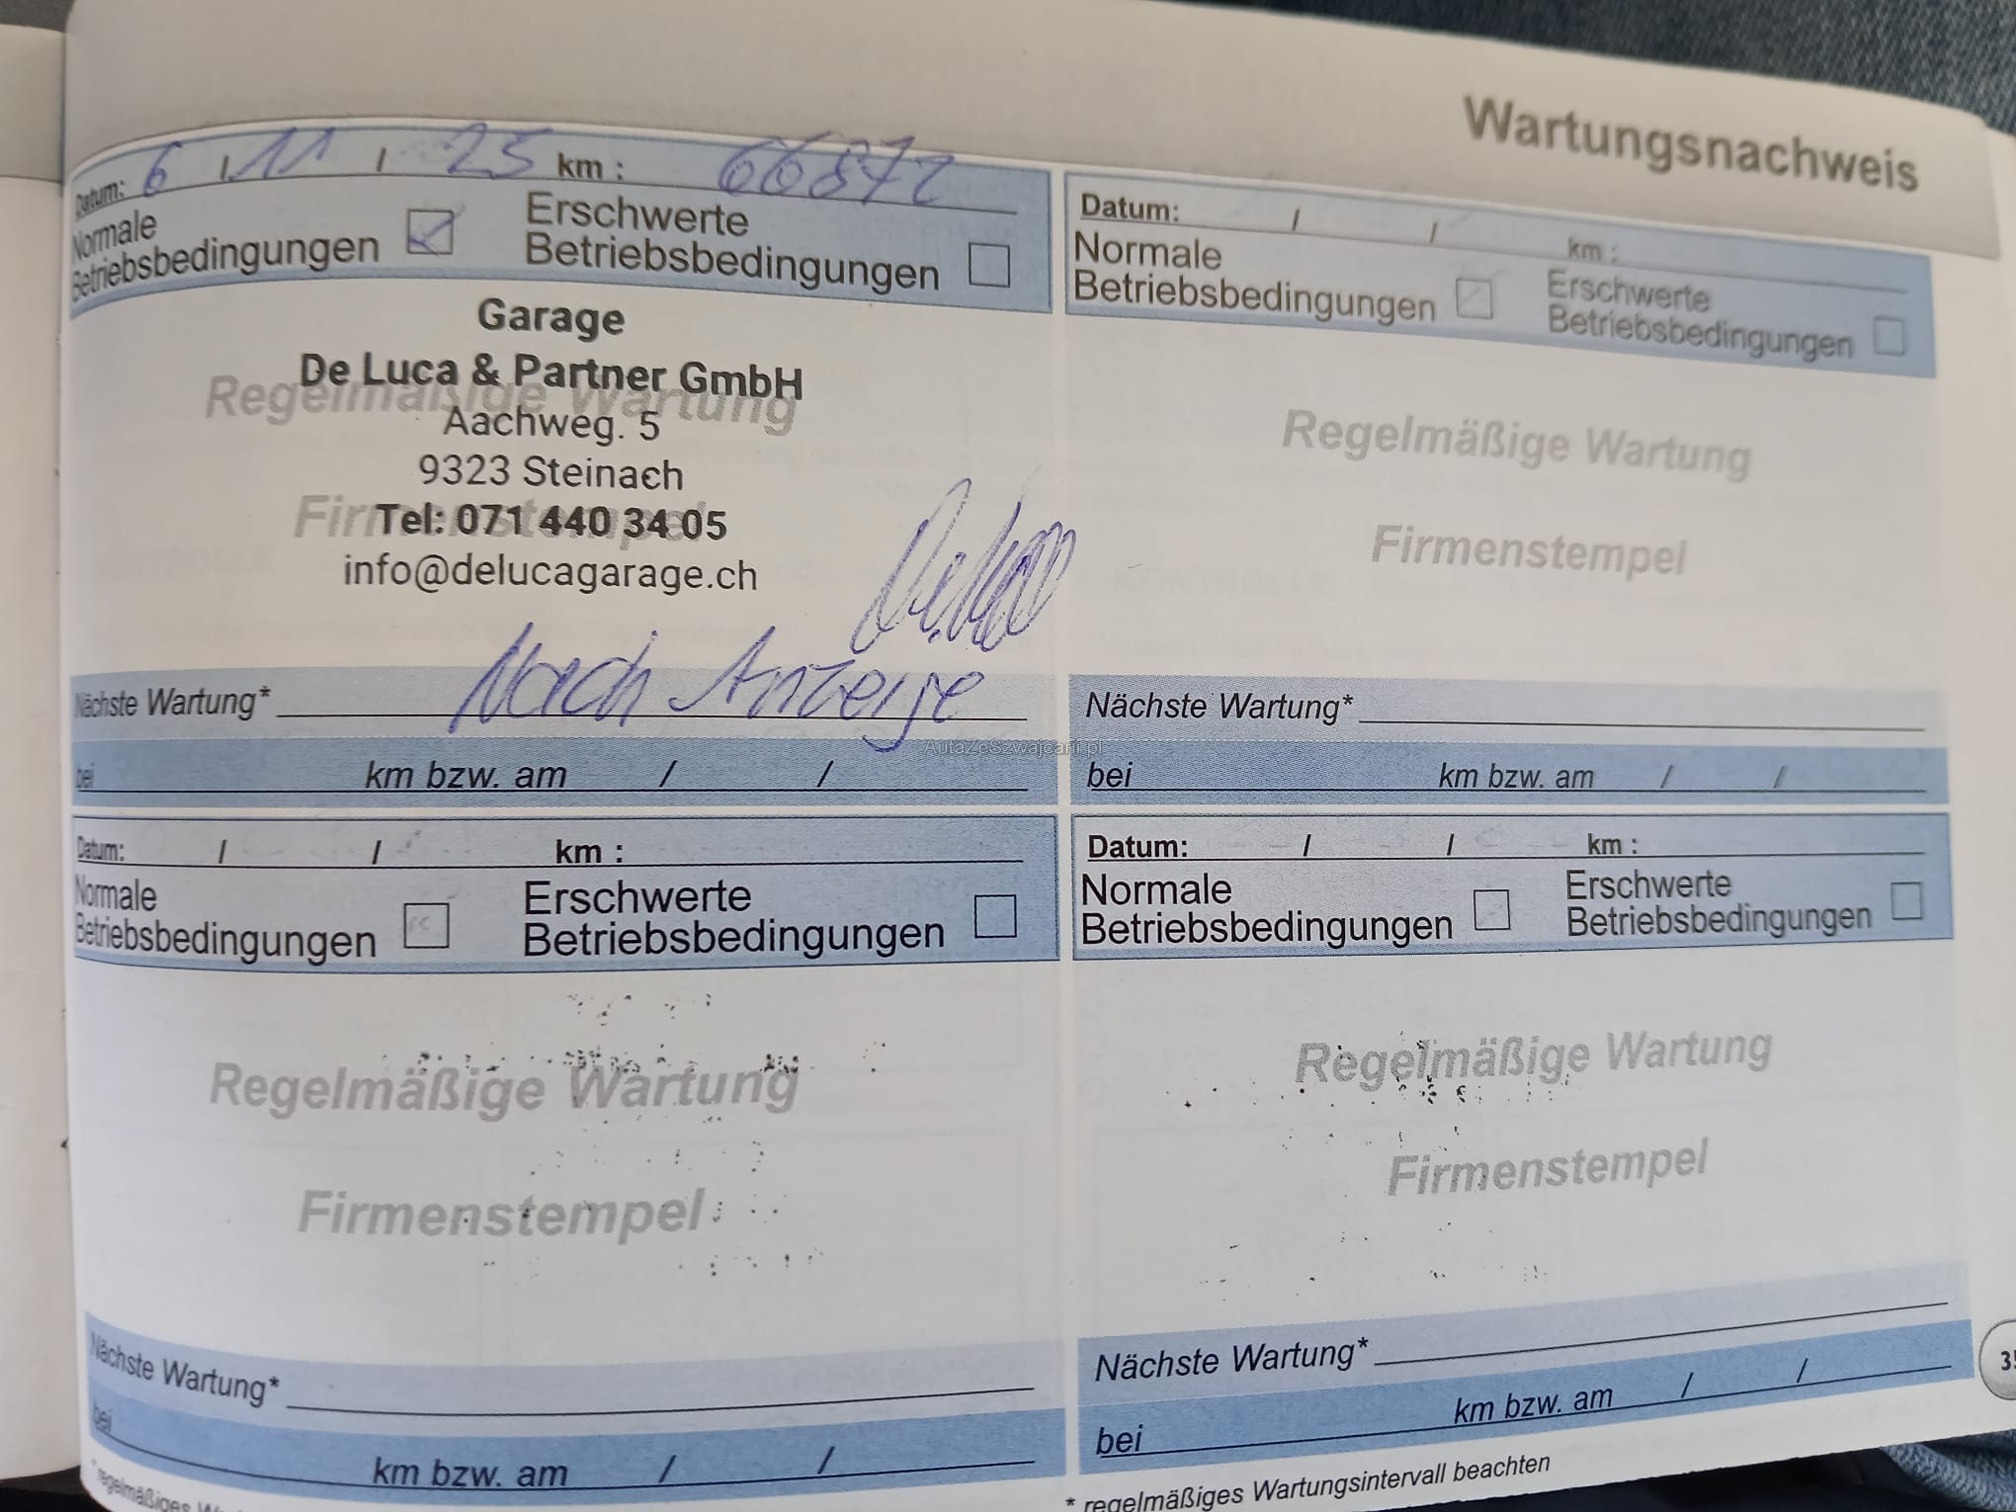 Wartungsnachweis
Datum: 6 / 11 / 25 km : 66872
Normale Betriebsbedingungen Erschwerte Betriebsbedingungen
Garage
De Luca & Partner GmbH
Regelmäßige Wartung
Aachweg. 5
9323 Steinach
Firmenstempel
Tel: 071 440 34 05
info@delucagarage.ch
Nächste Wartung* Nach Anzeige
bei km bzw. am / /
Datum: / / km :
Normale Betriebsbedingungen Erschwerte Betriebsbedingungen
Regelmäßige Wartung
Firmenstempel
Nächste Wartung*
bei km bzw. am / /
AutaZeSzwajcarii.pl
Datum: / / km :
Normale Betriebsbedingungen Erschwerte Betriebsbedingungen
Regelmäßige Wartung
Firmenstempel
Nächste Wartung*
bei km bzw. am / /
Datum: / / km :
Normale Betriebsbedingungen Erschwerte Betriebsbedingungen
Regelmäßige Wartung
Firmenstempel
Nächste Wartung*
bei km bzw. am / /
* regelmäßiges Wartungsintervall beachten